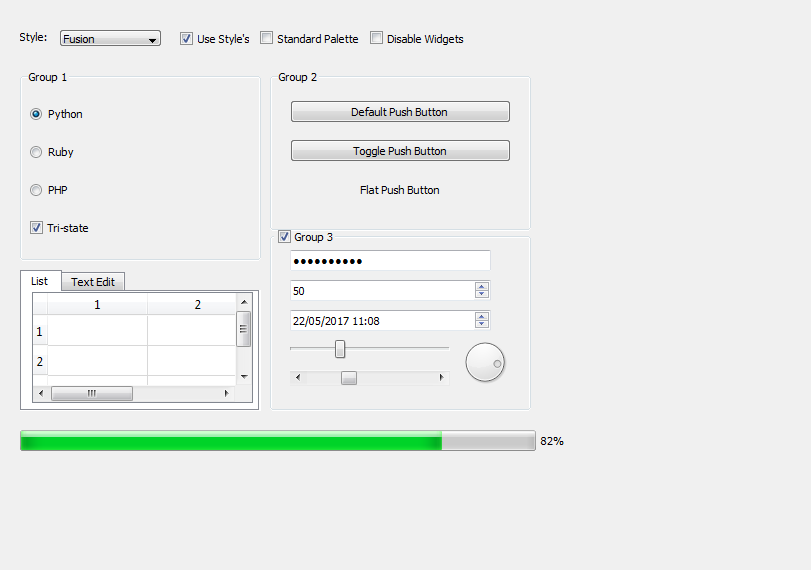 Style: Fusion Use Style's Standard Palette Disable Widgets
Group 1
Python
Ruby
PHP
Tri-state
Group 2
Default Push Button
Toggle Push Button
Flat Push Button
Group 3
●●●●●●●●●●
50
22/05/2017 11:08
List Text Edit
1 2
1
2
82%